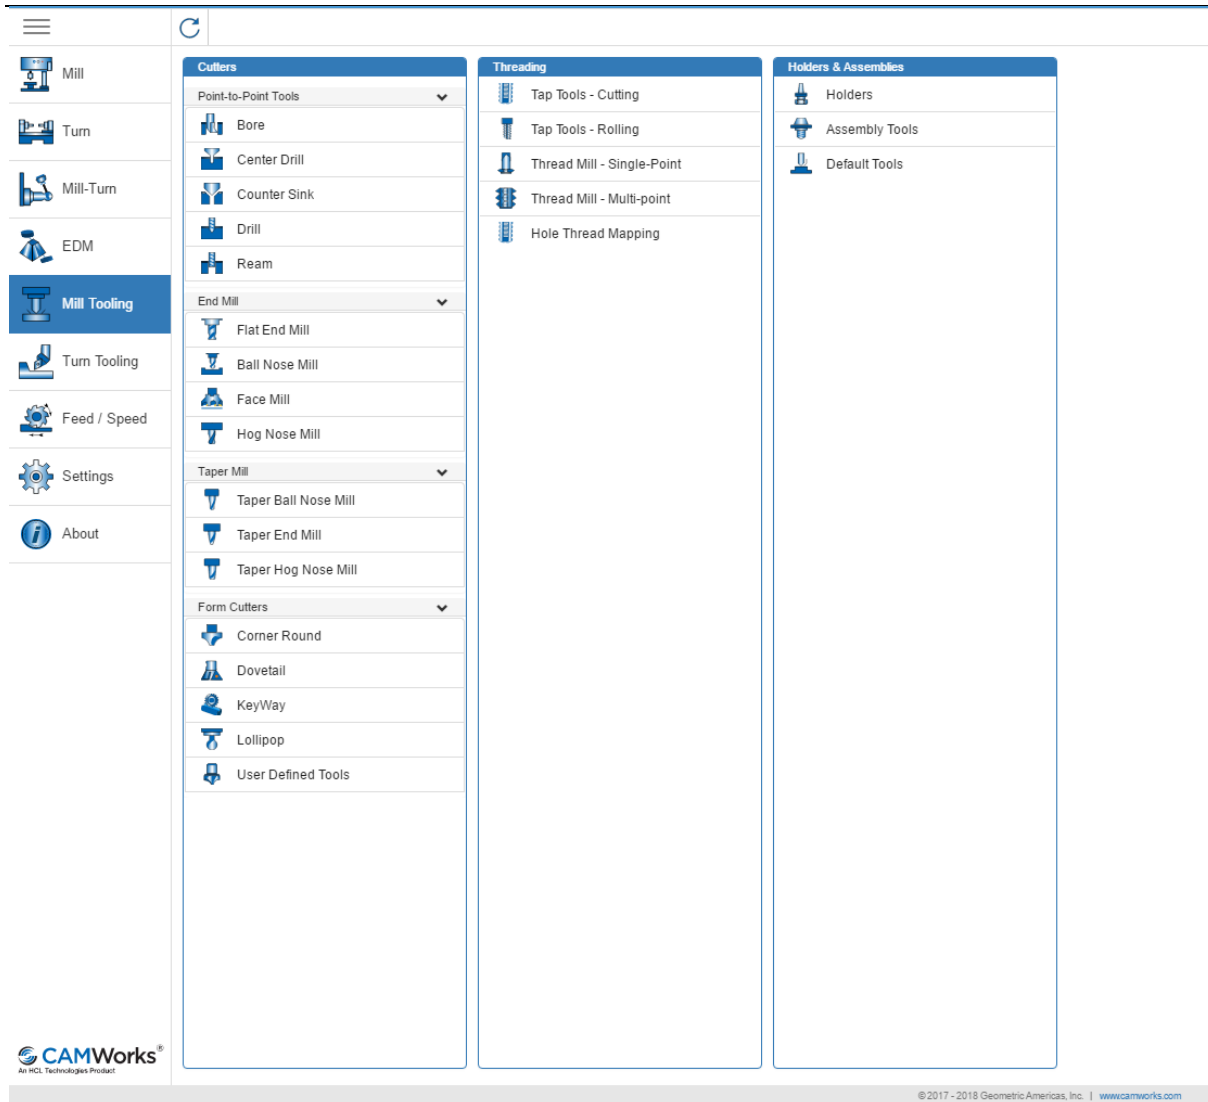 Mill
Turn
Mill-Turn
EDM
Mill Tooling
Turn Tooling
Feed / Speed
Settings
About
Cutters
Point-to-Point Tools
Bore
Center Drill
Counter Sink
Drill
Ream
End Mill
Flat End Mill
Ball Nose Mill
Face Mill
Hog Nose Mill
Taper Mill
Taper Ball Nose Mill
Taper End Mill
Taper Hog Nose Mill
Form Cutters
Corner Round
Dovetail
KeyWay
Lollipop
User Defined Tools
Threading
Tap Tools - Cutting
Tap Tools - Rolling
Thread Mill - Single-Point
Thread Mill - Multi-point
Hole Thread Mapping
Holders & Assemblies
Holders
Assembly Tools
Default Tools
CAMWorks®
An HCL Technologies Product
© 2017 - 2018 Geometric Americas, Inc. | www.camworks.com